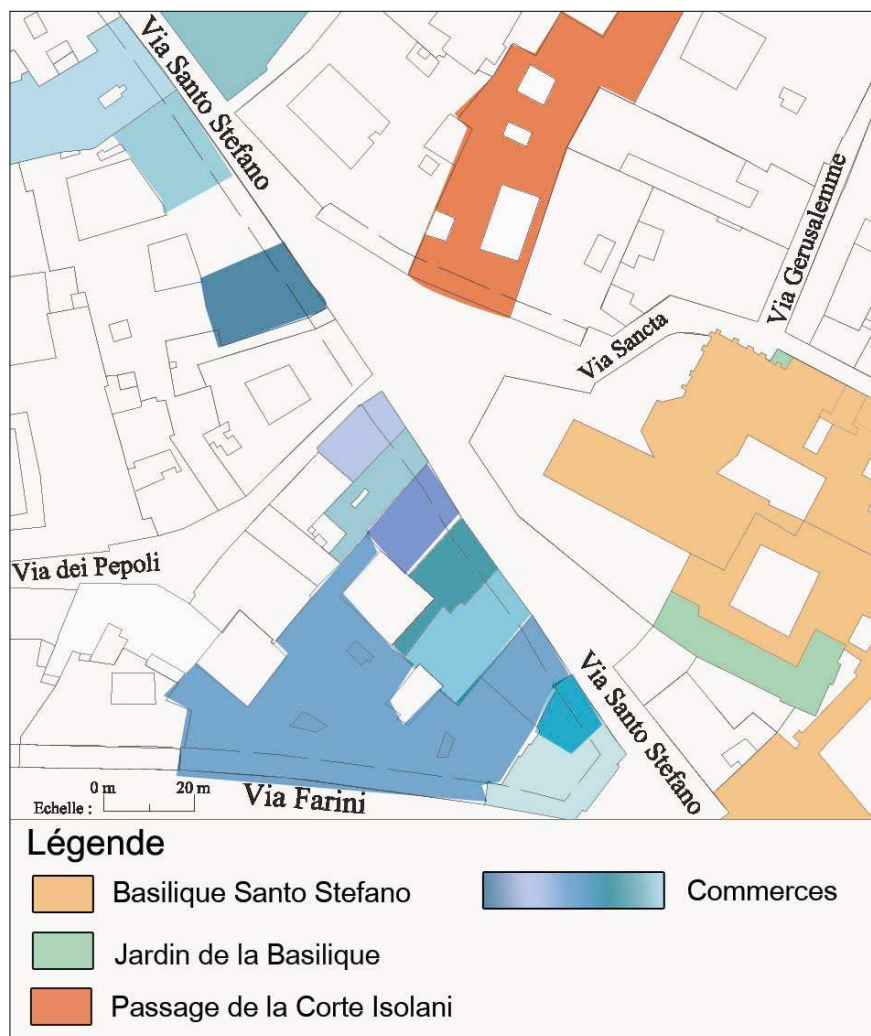 Via Santo Stefano
Via Gerusalemme
Via Sancta
Via dei Pepoli
Via Santo Stefano
0 m 20 m
Echelle :
Via Farini
Légende
Basilique Santo Stefano
Commerces
Jardin de la Basilique
Passage de la Corte Isolani